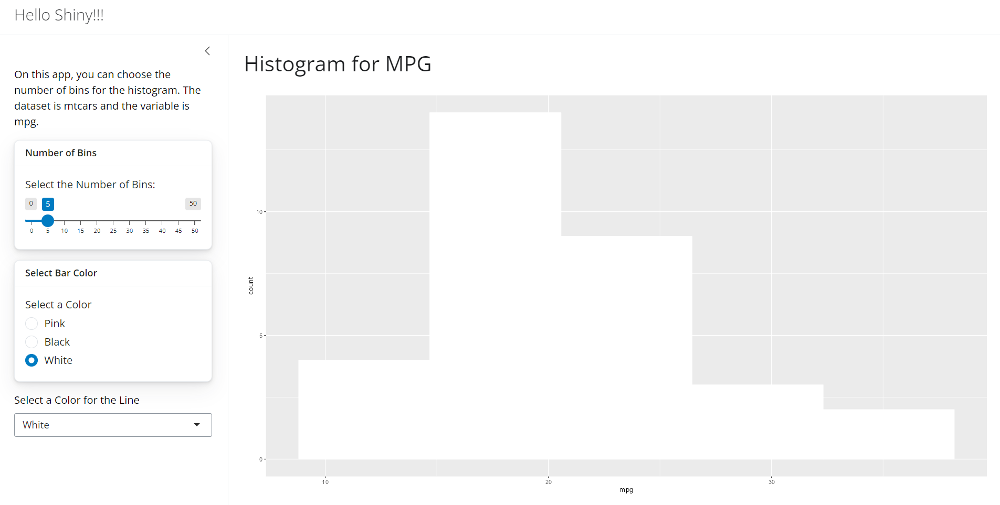 Hello Shiny!!!
On this app, you can choose the
number of bins for the histogram. The
dataset is mtcars and the variable is
mpg.
Number of Bins
Select the Number of Bins:
0 5 50
0 5 10 15 20 25 30 35 40 45 50
Select Bar Color
Select a Color
Pink
Black
White
Select a Color for the Line
White
Histogram for MPG
count
10
5
0
10 20 30
mpg